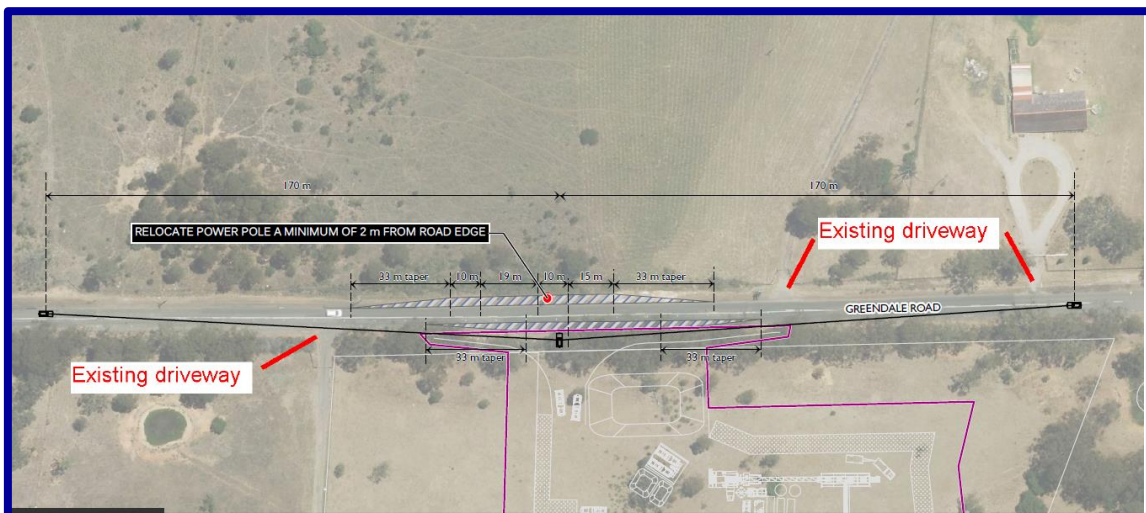 170 m
170 m
RELOCATE POWER POLE A MINIMUM OF 2 m FROM ROAD EDGE
Existing driveway
33 m taper
10 m
19 m
10 m
15 m
33 m taper
GREENDALE ROAD
33 m taper
33 m taper
Existing driveway